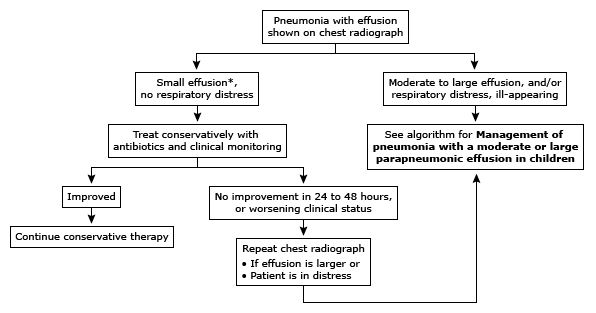 Pneumonia with effusion
shown on chest radiograph
Small effusion*,
no respiratory distress
Moderate to large effusion, and/or
respiratory distress, ill-appearing
Treat conservatively with
antibiotics and clinical monitoring
See algorithm for Management of
pneumonia with a moderate or large
parapneumonic effusion in children
Improved
No improvement in 24 to 48 hours,
or worsening clinical status
Continue conservative therapy
Repeat chest radiograph
• If effusion is larger or
• Patient is in distress